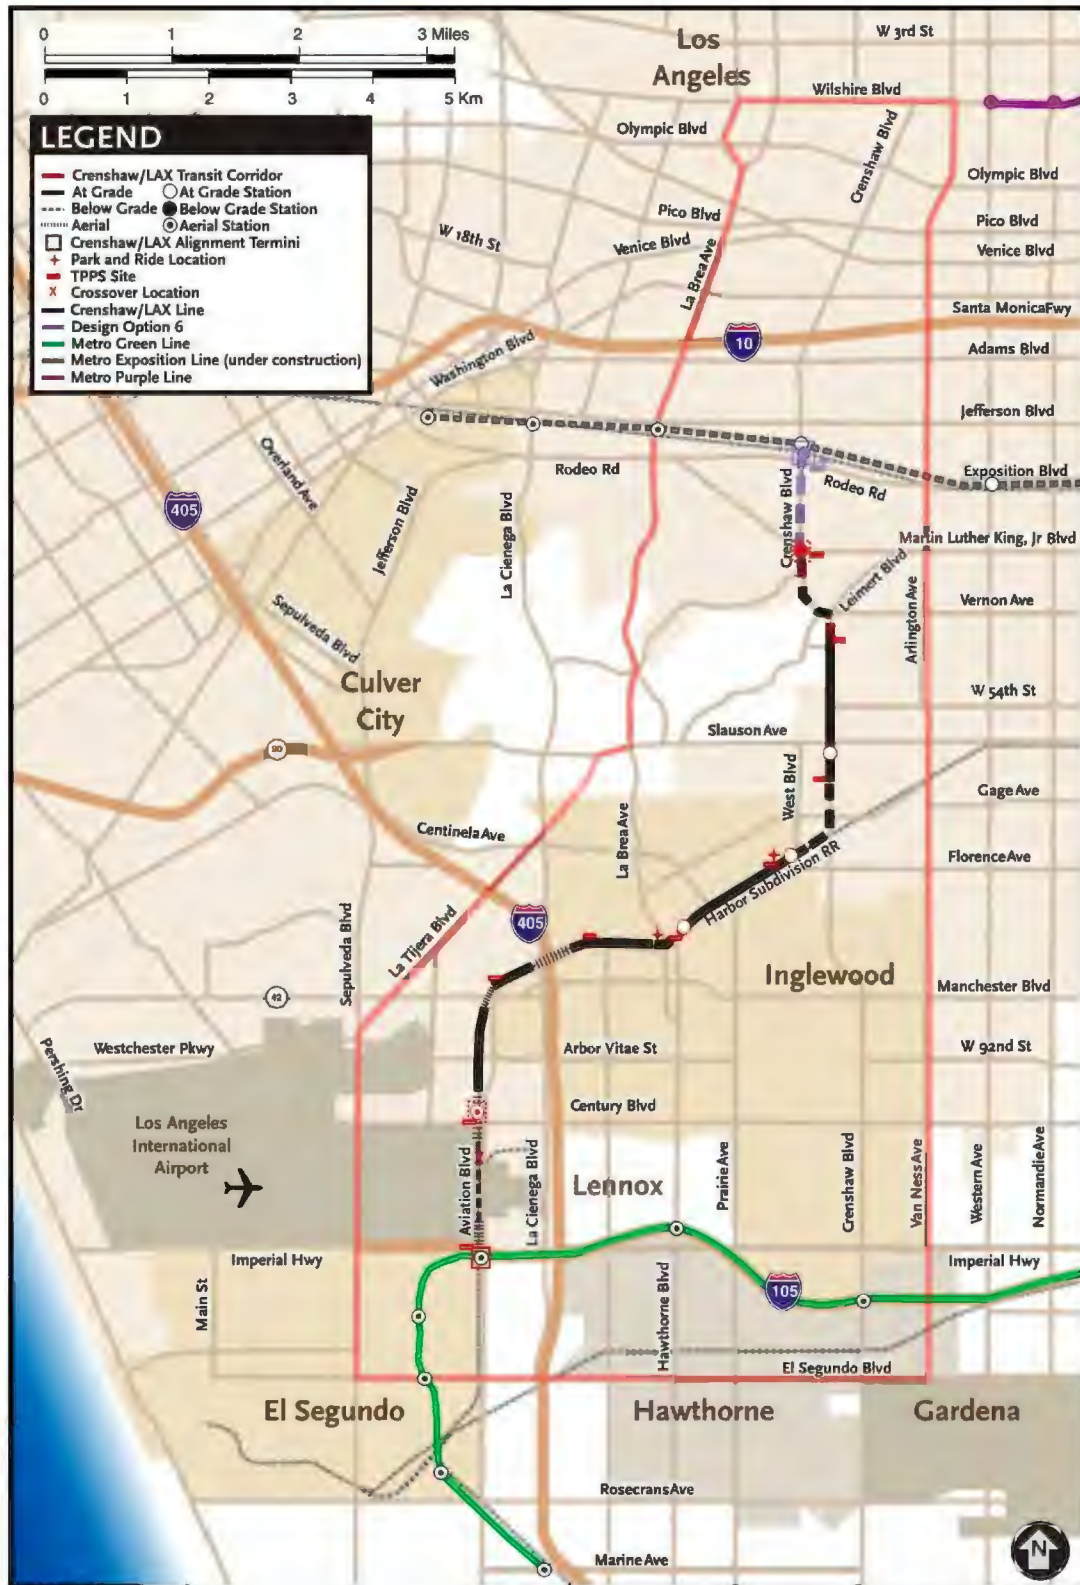 0 1 2 3 Miles
0 1 2 3 4 5 Km
LEGEND
Crenshaw/LAX Transit Corridor
At Grade At Grade Station
Below Grade Below Grade Station
Aerial Aerial Station
Crenshaw/LAX Alignment Termini
Park and Ride Location
TPPS Site
Crossover Location
Crenshaw/LAX Line
Design Option 6
Metro Green Line
Metro Exposition Line (under construction)
Metro Purple Line
Los
Angeles
W 3rd St
Wilshire Blvd
Olympic Blvd
Crenshaw Blvd
Olympic Blvd
Pico Blvd
Pico Blvd
W 18th St
Venice Blvd
Venice Blvd
La Brea Ave
Santa MonicaFwy
10
Washington Blvd
Adams Blvd
Jefferson Blvd
Overland Ave
Rodeo Rd
Exposition Blvd
Rodeo Rd
405
Jefferson Blvd
La Cienega Blvd
Crenshaw Blvd
Martin Luther King, Jr Blvd
Leimert Blvd
Vernon Ave
Arlington Ave
Sepulveda Blvd
Culver
City
W 54th St
Slauson Ave
90
West Blvd
Gage Ave
Centinela Ave
La Brea Ave
Florence Ave
Harbor Subdivision RR
405
La Tijera Blvd
Sepulveda Blvd
Inglewood
42
Manchester Blvd
Westchester Pkwy
Pershing Dr
Arbor Vitae St
W 92nd St
Los Angeles
International
Airport
Century Blvd
Aviation Blvd
La Cienega Blvd
Lennox
Prairie Ave
Crenshaw Blvd
Van Ness Ave
Western Ave
Normandie Ave
Imperial Hwy
Imperial Hwy
Main St
Hawthorne Blvd
105
El Segundo Blvd
El Segundo
Hawthorne
Gardena
Rosecrans Ave
Marine Ave
N